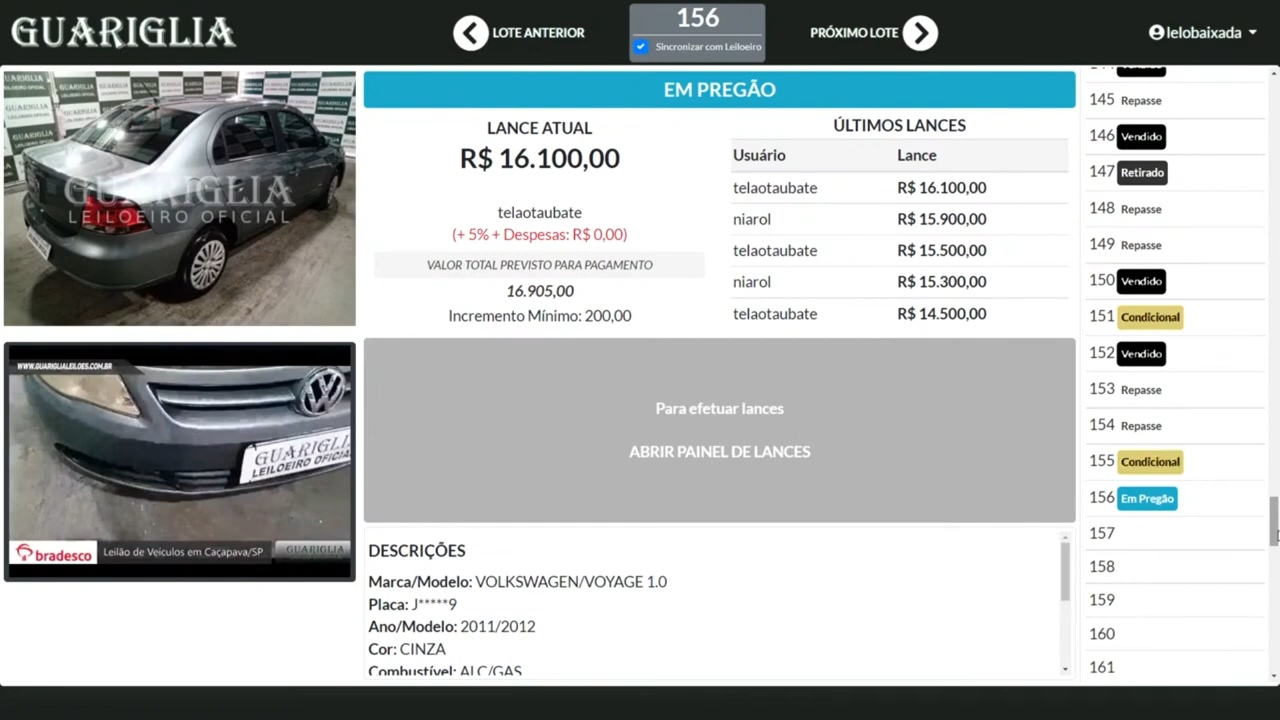 GUARIGLIA
LOTE ANTERIOR
156
Sincronizar com Leiloeiro
PRÓXIMO LOTE
lelobaixada
GUARIGLIA
LEILOEIRO OFICIAL
EM PREGÃO
LANCE ATUAL
R$ 16.100,00
telaotaubate
(+ 5% + Despesas: R$ 0,00)
VALOR TOTAL PREVISTO PARA PAGAMENTO
16.905,00
Incremento Mínimo: 200,00
ÚLTIMOS LANCES
Usuário Lance
telaotaubate R$ 16.100,00
niarol R$ 15.900,00
telaotaubate R$ 15.500,00
niarol R$ 15.300,00
telaotaubate R$ 14.500,00
WWW.GUARIGLIALEILOES.COM.BR
GUARIGLIA
LEILOEIRO OFICIAL
bradesco
Leilão de Veiculos em Caçapava/SP
GUARIGLIA
Para efetuar lances
ABRIR PAINEL DE LANCES
DESCRIÇÕES
Marca/Modelo: VOLKSWAGEN/VOYAGE 1.0
Placa: J*****9
Ano/Modelo: 2011/2012
Cor: CINZA
Combustível: ALC/GAS
145 Repasse
146 Vendido
147 Retirado
148 Repasse
149 Repasse
150 Vendido
151 Condicional
152 Vendido
153 Repasse
154 Repasse
155 Condicional
156 Em Pregão
157
158
159
160
161